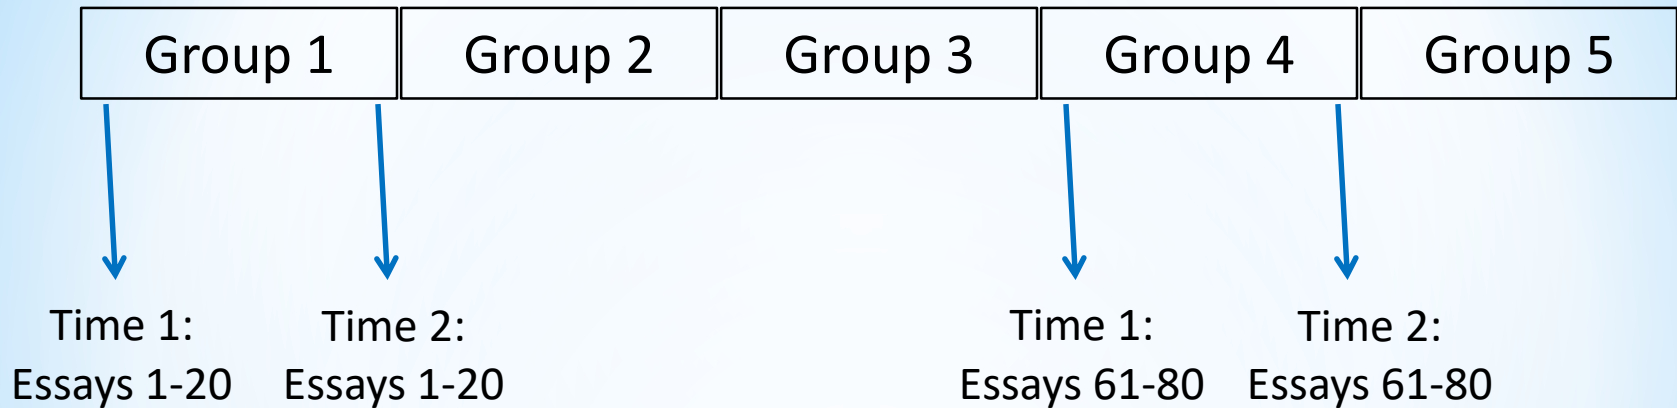 Group 1 Group 2 Group 3 Group 4 Group 5
Time 1: Time 2: Time 1: Time 2:
Essays 1-20 Essays 1-20 Essays 61-80 Essays 61-80